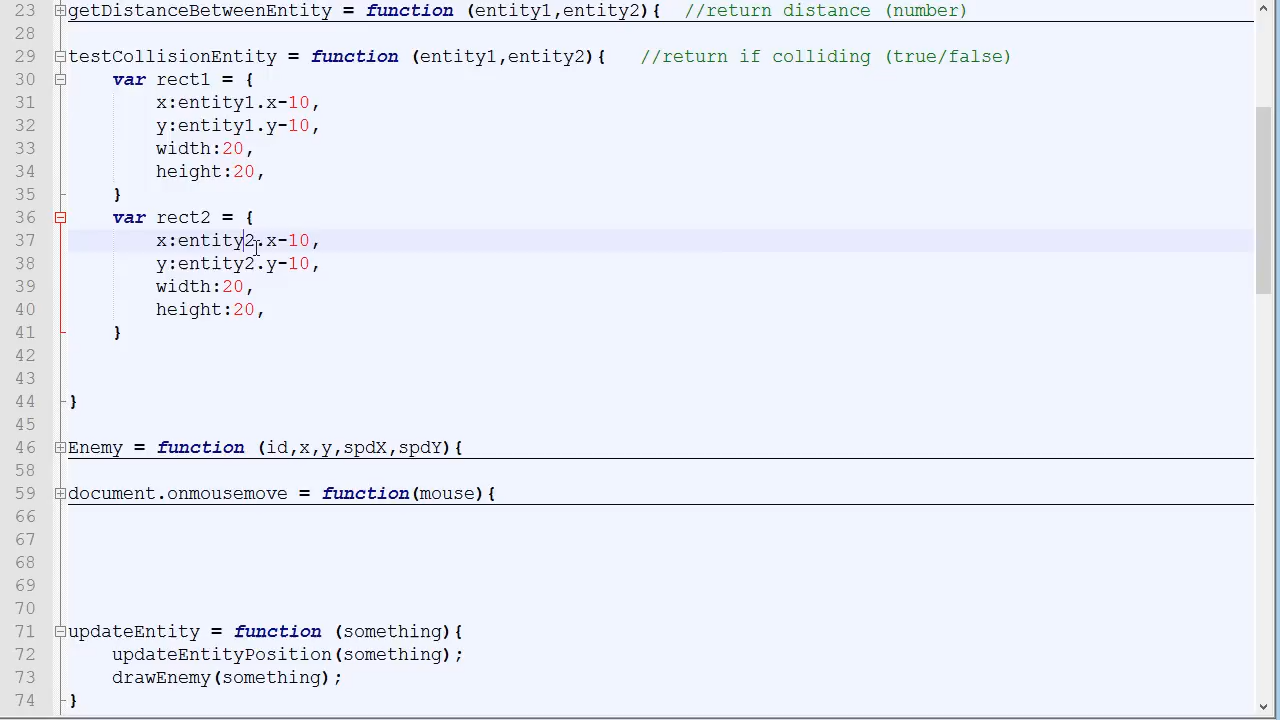 23 getDistanceBetweenEntity = function (entity1,entity2){  //return distance (number)
28
29 testCollisionEntity = function (entity1,entity2){   //return if colliding (true/false)
30     var rect1 = {
31         x:entity1.x-10,
32         y:entity1.y-10,
33         width:20,
34         height:20,
35     }
36     var rect2 = {
37         x:entity2.x-10,
38         y:entity2.y-10,
39         width:20,
40         height:20,
41     }
42
43
44 }
45
46 Enemy = function (id,x,y,spdX,spdY){
58
59 document.onmousemove = function(mouse){
66
67
68
69
70
71 updateEntity = function (something){
72     updateEntityPosition(something);
73     drawEnemy(something);
74 }